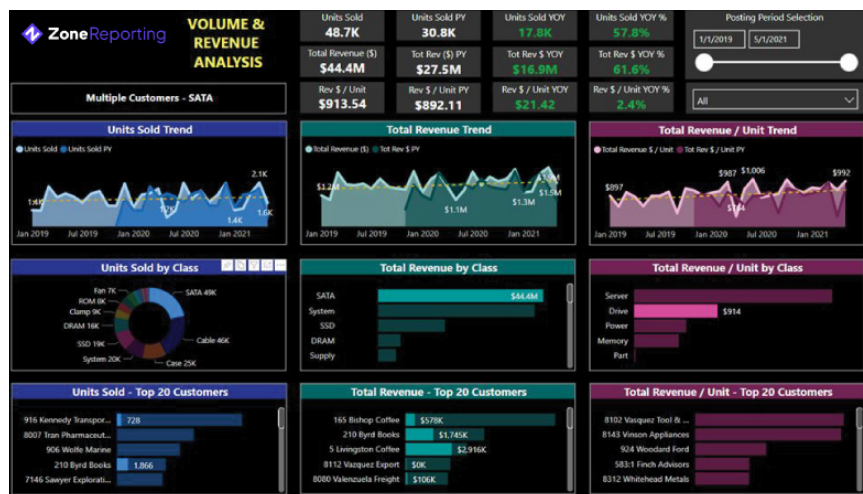 ZoneReporting
VOLUME &
REVENUE
ANALYSIS
Multiple Customers - SATA
Units Sold
48.7K
Units Sold PY
30.8K
Units Sold YOY
17.8K
Units Sold YOY %
57.8%
Total Revenue ($)
$44.4M
Tot Rev ($) PY
$27.5M
Tot Rev $ YOY
$16.9M
Tot Rev $ YOY %
61.6%
Rev $ / Unit
$913.54
Rev $ / Unit PY
$892.11
Rev $ / Unit YOY
$21.42
Rev $ / Unit YOY %
2.4%
Posting Period Selection
1/1/2019 5/1/2021
All
Units Sold Trend
Units Sold Units Sold PY
2.1K
1.4K
1.6K
Jan 2019 Jul 2019 Jan 2020 Jul 2020 Jan 2021
Total Revenue Trend
Total Revenue ($) Tot Rev $ PY
$1.1M
$1.3M
$1.5M
Jan 2019 Jul 2019 Jan 2020 Jul 2020 Jan 2021
Total Revenue / Unit Trend
Total Revenue $ / Unit Tot Rev $ / Unit PY
$897
$987
$1,006
$992
Jan 2019 Jul 2019 Jan 2020 Jul 2020 Jan 2021
Units Sold by Class
Fan 7K
ROM 8K
Clamp 9K
DRAM 16K
SSD 19K
System 20K
SATA 49K
Cable 46K
Case 25K
Total Revenue by Class
SATA $44.4M
System
SSD
DRAM
Supply
Total Revenue / Unit by Class
Server
Drive $914
Power
Memory
Part
Units Sold - Top 20 Customers
916 Kennedy Transpor... 728
8007 Tran Pharmaceut...
906 Wolfe Marine
210 Byrd Books 1,866
7146 Sawyer Explorati...
Total Revenue - Top 20 Customers
165 Bishop Coffee $578K
210 Byrd Books $1,745K
5 Livingston Coffee $2,916K
8112 Vazquez Export $0K
8080 Valenzuela Freight $106K
Total Revenue / Unit - Top 20 Customers
8102 Vasquez Tool & ...
8143 Vinson Appliances
924 Woodard Ford
583:1 Finch Advisors
8312 Whitehead Metals